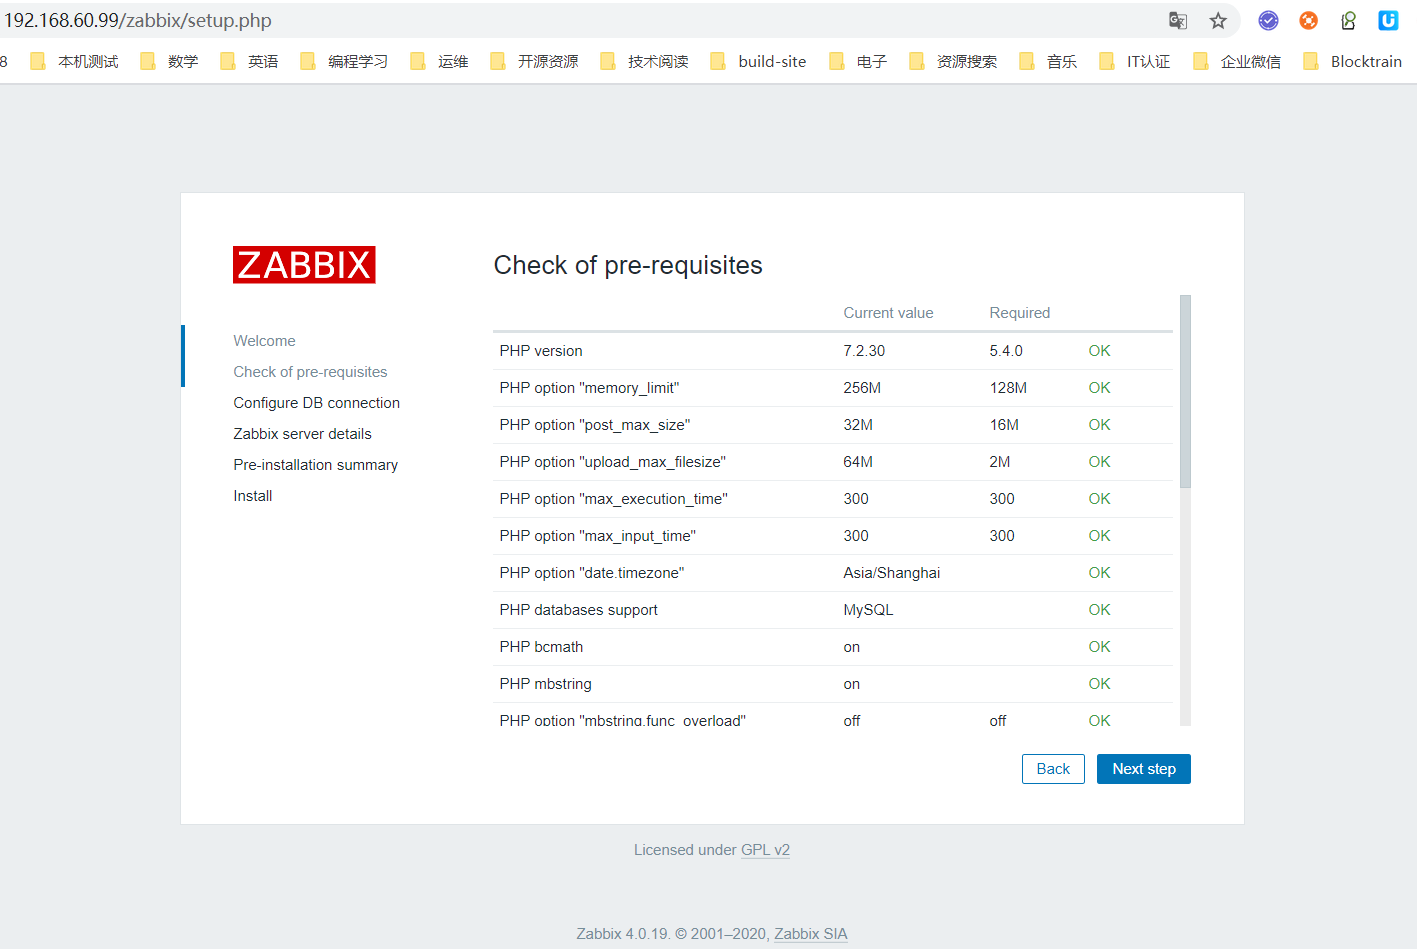 192.168.60.99/zabbix/setup.php
8 本机测试 数学 英语 编程学习 运维 开源资源 技术阅读 build-site 电子 资源搜索 音乐 IT认证 企业微信 Blocktrain
ZABBIX
Welcome
Check of pre-requisites
Configure DB connection
Zabbix server details
Pre-installation summary
Install
Check of pre-requisites
Current value Required
PHP version 7.2.30 5.4.0 OK
PHP option "memory_limit" 256M 128M OK
PHP option "post_max_size" 32M 16M OK
PHP option "upload_max_filesize" 64M 2M OK
PHP option "max_execution_time" 300 300 OK
PHP option "max_input_time" 300 300 OK
PHP option "date.timezone" Asia/Shanghai OK
PHP databases support MySQL OK
PHP bcmath on OK
PHP mbstring on OK
PHP option "mbstring.func_overload" off off OK
Back Next step
Licensed under GPL v2
Zabbix 4.0.19. © 2001–2020, Zabbix SIA